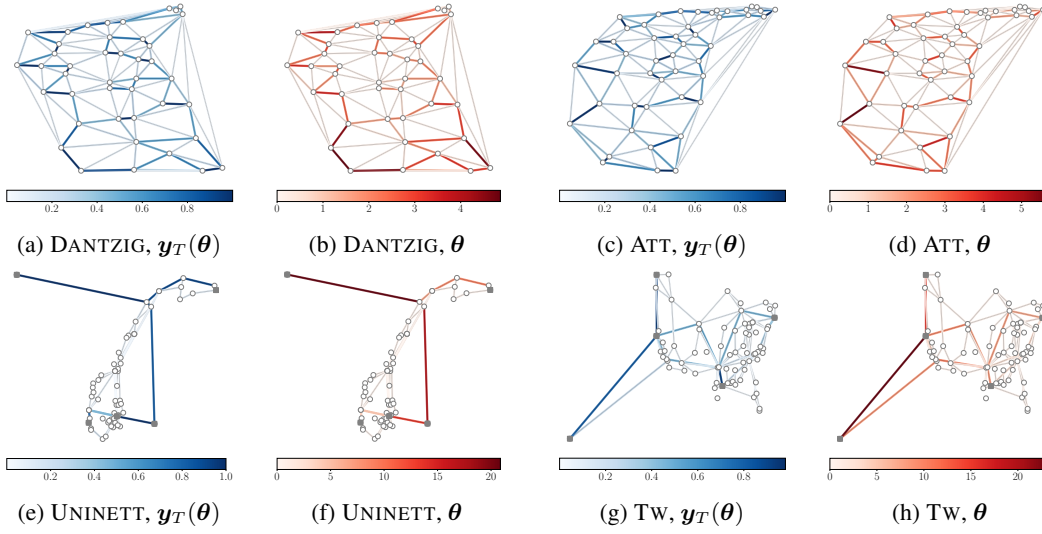 0.2 0.4 0.6 0.8
0 1 2 3 4
0.2 0.4 0.6 0.8
0 1 2 3 4 5
(a) DANTZIG, y_T(θ)
(b) DANTZIG, θ
(c) ATT, y_T(θ)
(d) ATT, θ
0.2 0.4 0.6 0.8 1.0
0 5 10 15 20
0.2 0.4 0.6 0.8
0 5 10 15 20
(e) UNINETT, y_T(θ)
(f) UNINETT, θ
(g) TW, y_T(θ)
(h) TW, θ